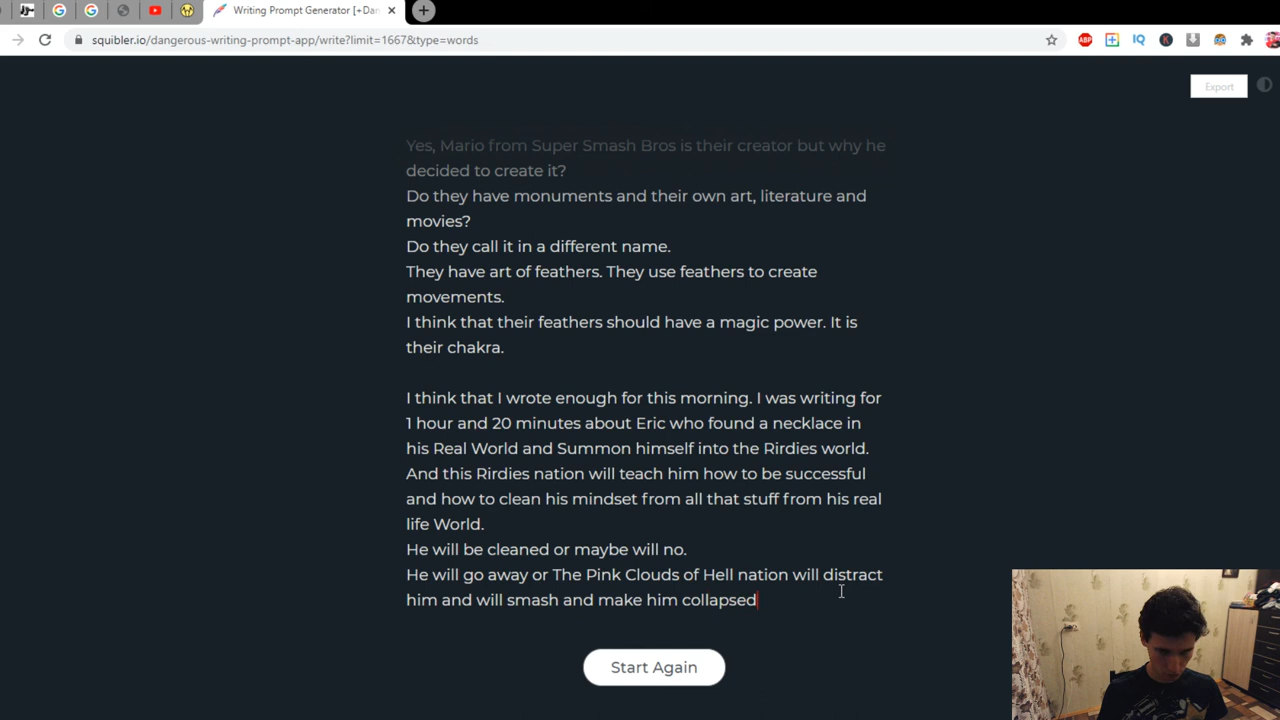 Writing Prompt Generator [+Dan
squibler.io/dangerous-writing-prompt-app/write?limit=1667&type=words
ABP
IQ
K
Export
Yes, Mario from Super Smash Bros is their creator but why he
decided to create it?
Do they have monuments and their own art, literature and
movies?
Do they call it in a different name.
They have art of feathers. They use feathers to create
movements.
I think that their feathers should have a magic power. It is
their chakra.
I think that I wrote enough for this morning. I was writing for
1 hour and 20 minutes about Eric who found a necklace in
his Real World and Summon himself into the Rirdies world.
And this Rirdies nation will teach him how to be successful
and how to clean his mindset from all that stuff from his real
life World.
He will be cleaned or maybe will no.
He will go away or The Pink Clouds of Hell nation will distract
him and will smash and make him collapsed
Start Again